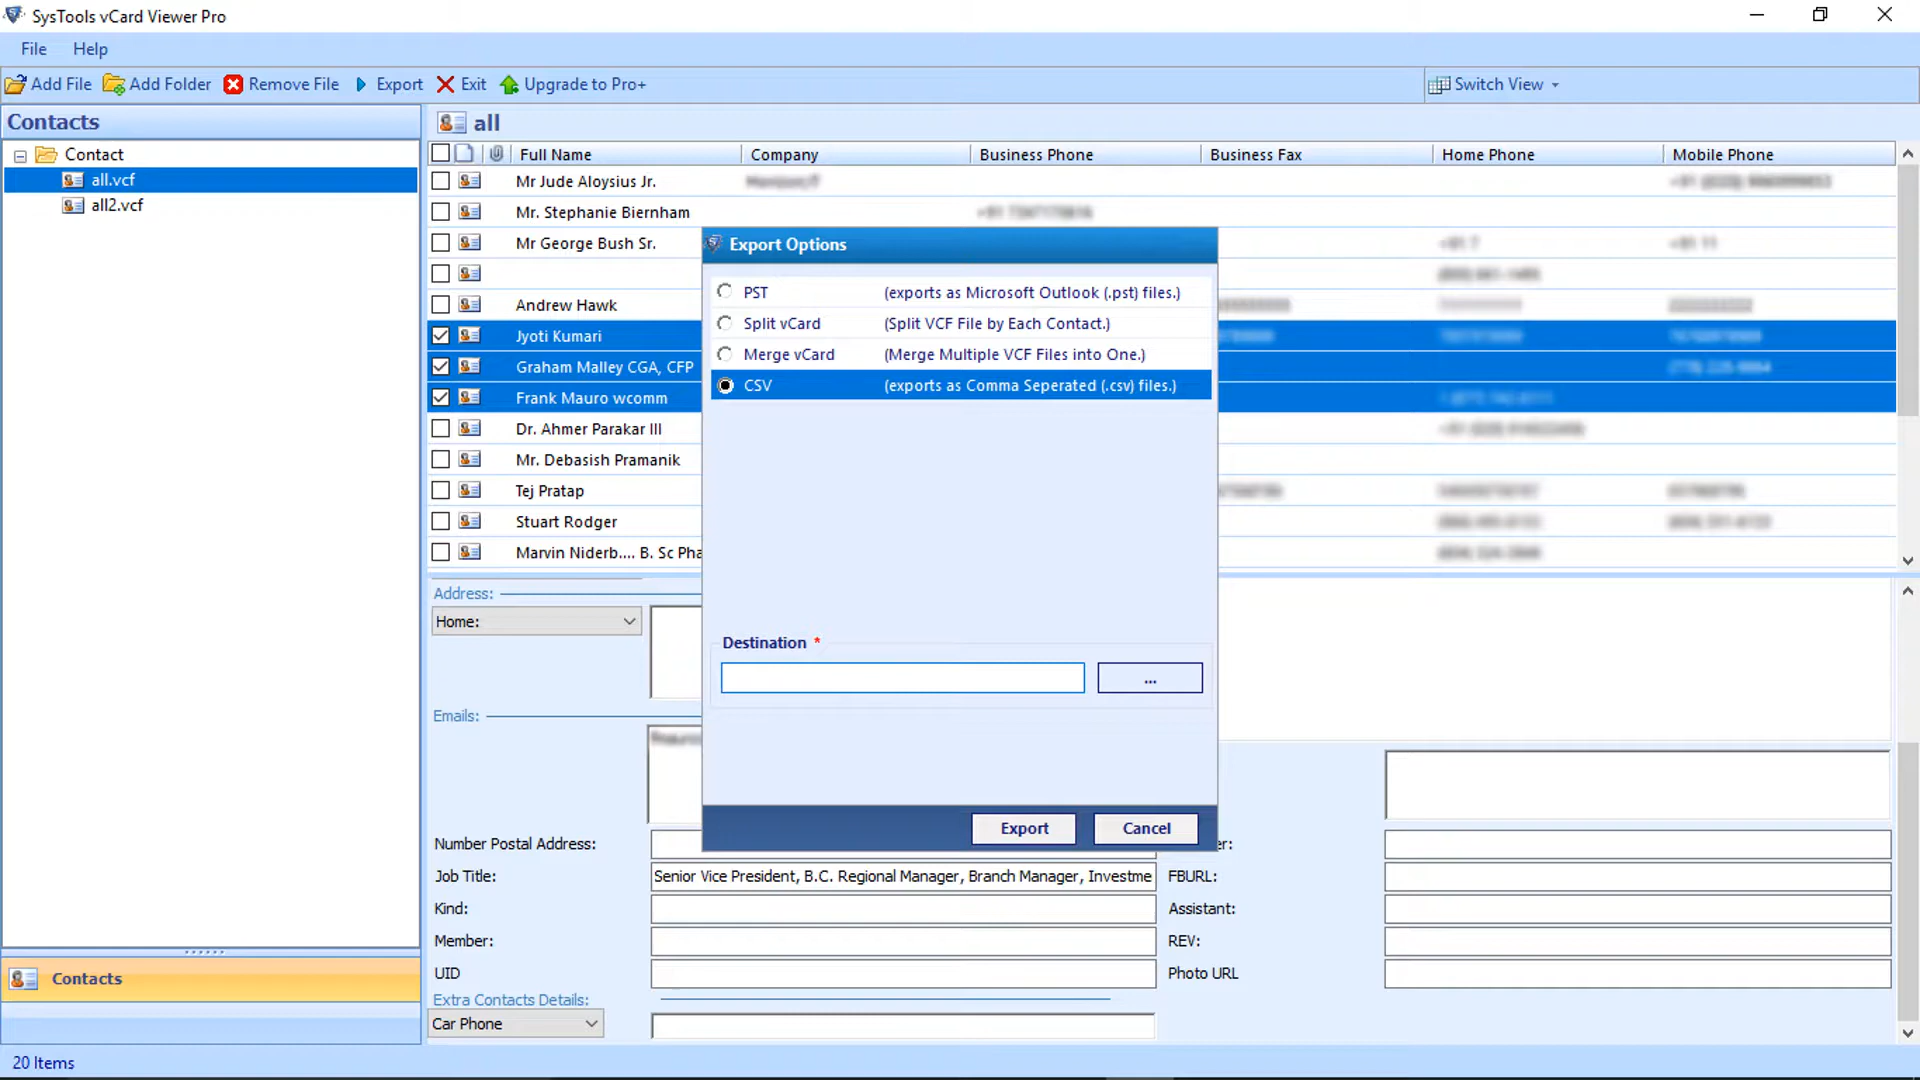 SysTools vCard Viewer Pro
File Help
Add File Add Folder Remove File Export Exit Upgrade to Pro+ Switch View
Contacts
Contact
all.vcf
all2.vcf
all
Full Name Company Business Phone Business Fax Home Phone Mobile Phone
Mr Jude Aloysius Jr.
Mr. Stephanie Biernham
Mr George Bush Sr.
Andrew Hawk
Jyoti Kumari
Graham Malley CGA, CFP
Frank Mauro wcomm
Dr. Ahmer Parakar III
Mr. Debasish Pramanik
Tej Pratap
Stuart Rodger
Marvin Niderb.... B. Sc Pha
Export Options
PST (exports as Microsoft Outlook (.pst) files.)
Split vCard (Split VCF File by Each Contact.)
Merge vCard (Merge Multiple VCF Files into One.)
CSV (exports as Comma Seperated (.csv) files.)
Destination *
...
Export Cancel
Address:
Home:
Emails:
Number Postal Address: er:
Job Title: Senior Vice President, B.C. Regional Manager, Branch Manager, Investme FBURL:
Kind: Assistant:
Member: REV:
UID Photo URL
Extra Contacts Details:
Car Phone
Contacts
20 Items